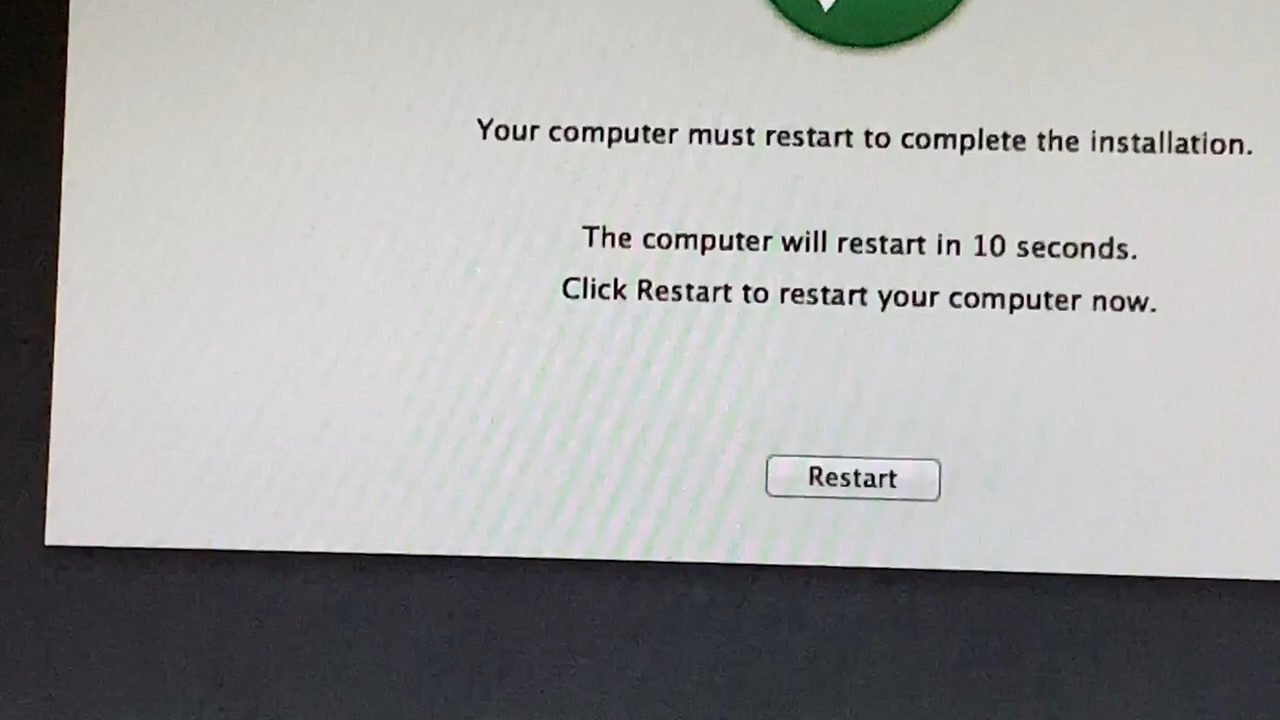 Your computer must restart to complete the installation.
The computer will restart in 10 seconds.
Click Restart to restart your computer now.
Restart